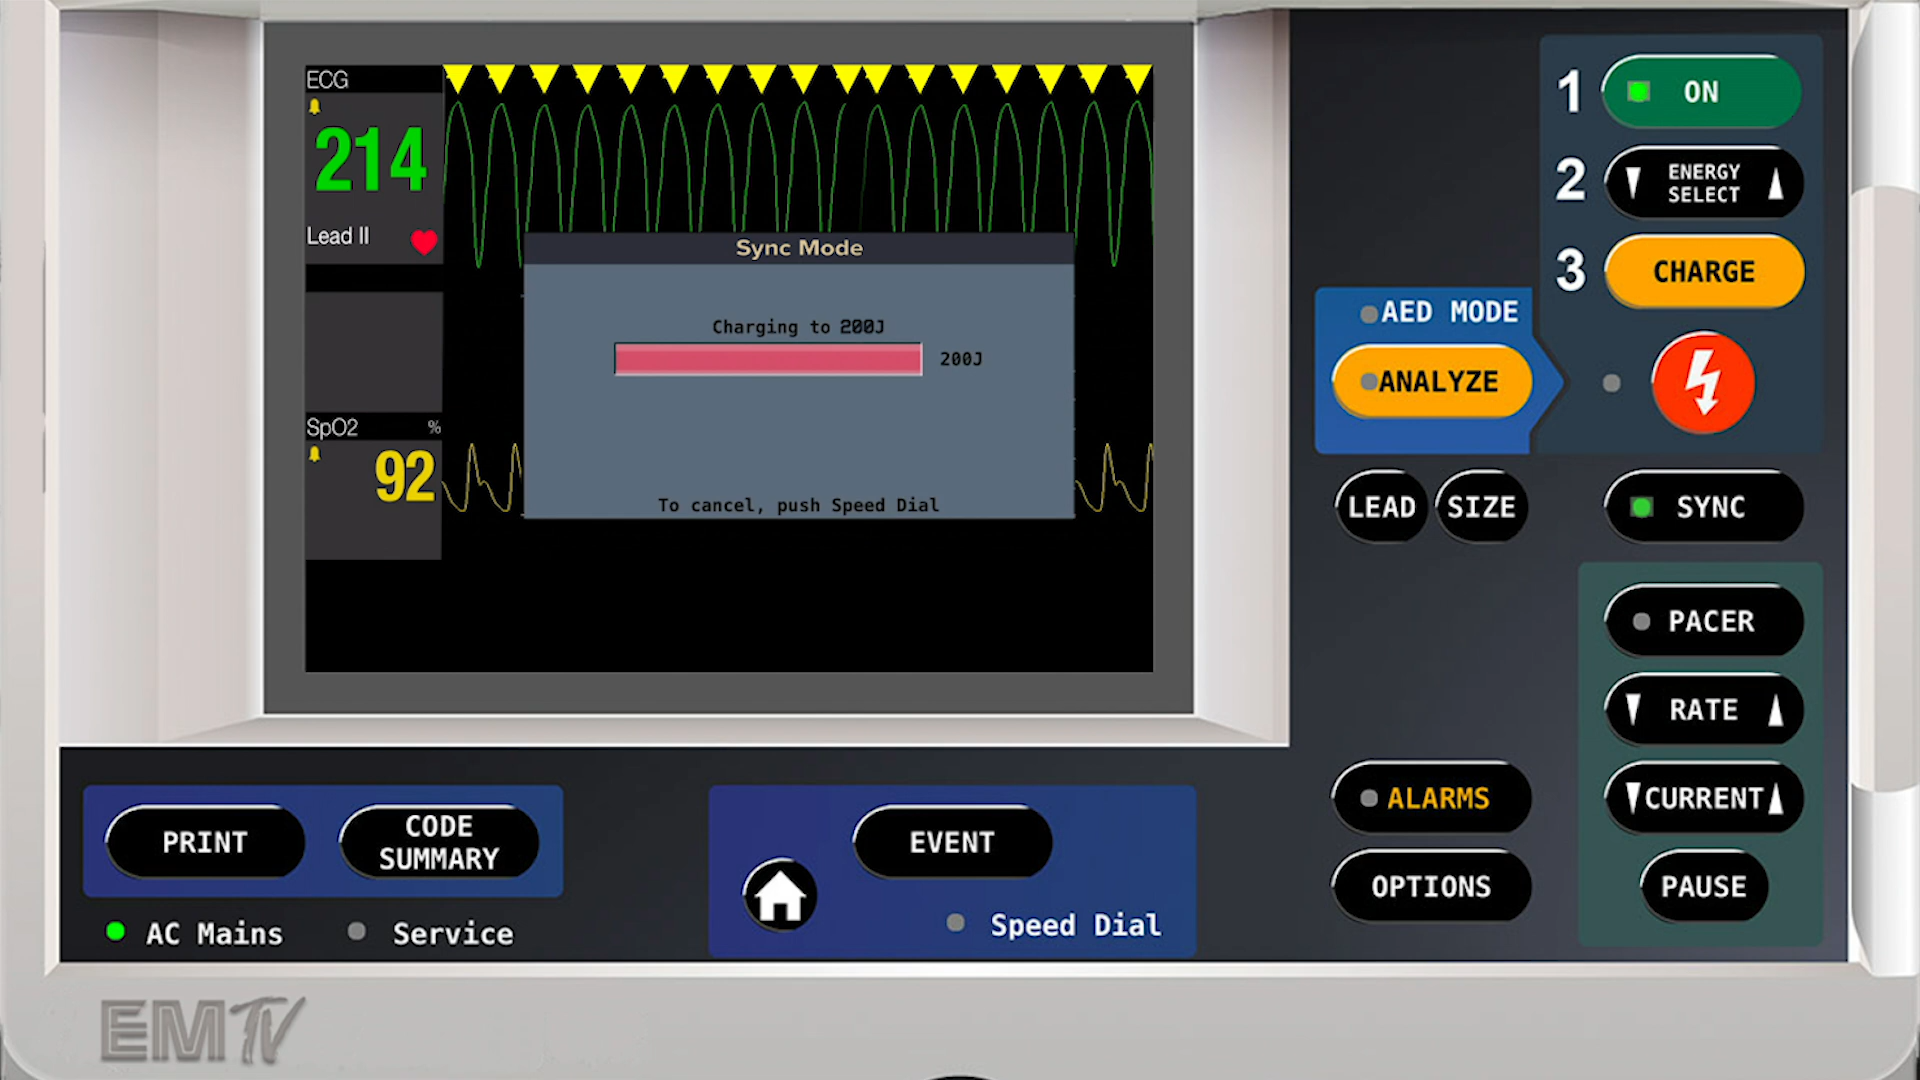 ECG
214
Lead II
SpO2 %
92
Sync Mode
Charging to 200J
200J
To cancel, push Speed Dial
1 ON
2 ENERGY
SELECT
3 CHARGE
AED MODE
ANALYZE
LEAD SIZE SYNC
PACER
RATE
CURRENT
PAUSE
ALARMS
OPTIONS
PRINT
CODE
SUMMARY
AC Mains Service
EVENT
Speed Dial
EMTV